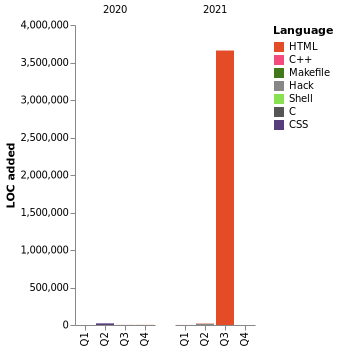 2020 2021
Language
HTML
C++
Makefile
Hack
Shell
C
CSS
LOC added
4,000,000
3,500,000
3,000,000
2,500,000
2,000,000
1,500,000
1,000,000
500,000
0
Q1 Q2 Q3 Q4 Q1 Q2 Q3 Q4